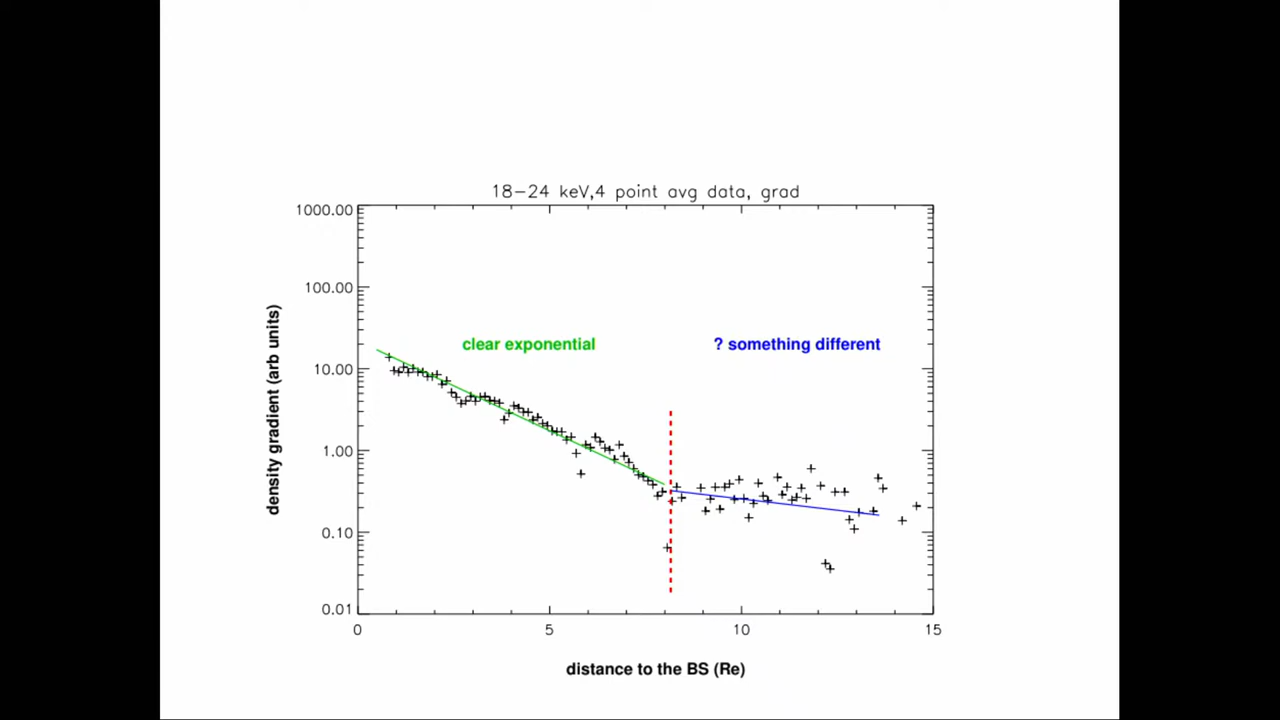 18-24 keV,4 point avg data, grad
1000.00
100.00
10.00
1.00
0.10
0.01
density gradient (arb units)
clear exponential
? something different
0
5
10
15
distance to the BS (Re)